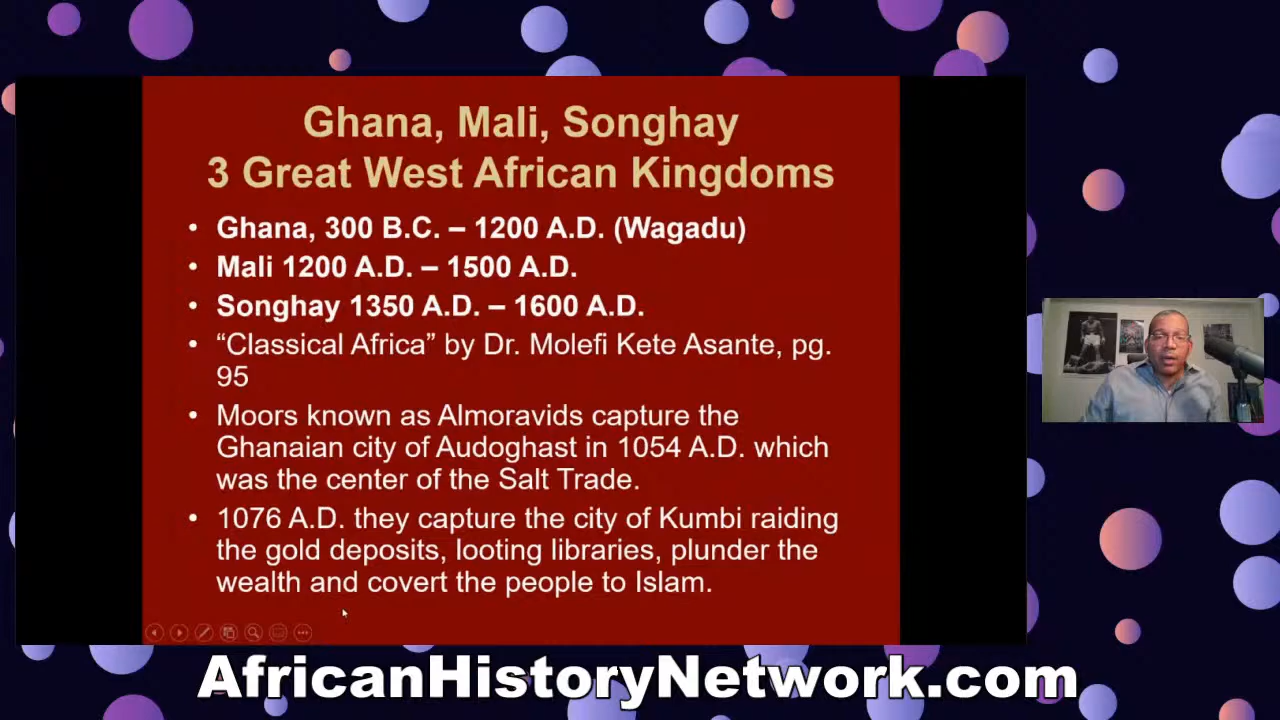 Ghana, Mali, Songhay
3 Great West African Kingdoms
• Ghana, 300 B.C. – 1200 A.D. (Wagadu)
• Mali 1200 A.D. – 1500 A.D.
• Songhay 1350 A.D. – 1600 A.D.
• “Classical Africa” by Dr. Molefi Kete Asante, pg.
95
• Moors known as Almoravids capture the
Ghanaian city of Audoghast in 1054 A.D. which
was the center of the Salt Trade.
• 1076 A.D. they capture the city of Kumbi raiding
the gold deposits, looting libraries, plunder the
wealth and covert the people to Islam.
AfricanHistoryNetwork.com